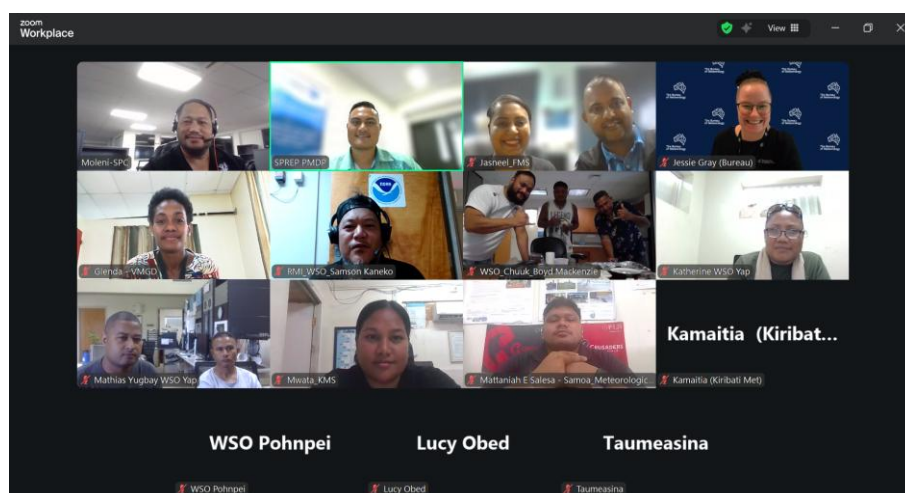 zoom
Workplace
View
Moleni-SPC
SPREP PMDP
Jasneel_FMS
Jessie Gray (Bureau)
Glenda - VMGD
RMI_WSO_Samson Kaneko
WSO_Chuuk_Boyd.Mackenzie
Katherine WSO Yap
Mathias Yugbay WSO Yap
Mwata_KMS
CRUSADERS
Mattaniah E Salesa - Samoa_Meteorologic...
Kamaitia (Kiribat...
Kamaitia (Kiribati Met)
WSO Pohnpei
Lucy Obed
Taumeasina
WSO Pohnpei
Lucy Obed
Taumeasina